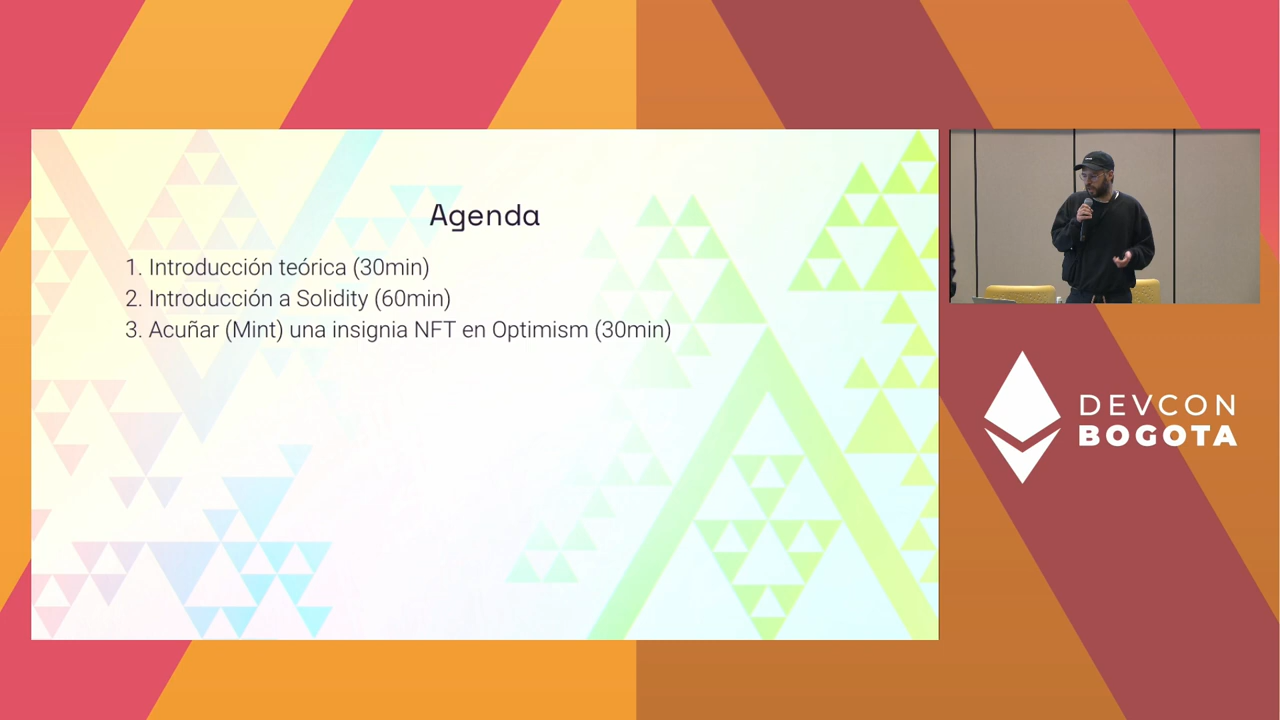 Agenda
1. Introducción teórica (30min)
2. Introducción a Solidity (60min)
3. Acuñar (Mint) una insignia NFT en Optimism (30min)
DEVCON
BOGOTA